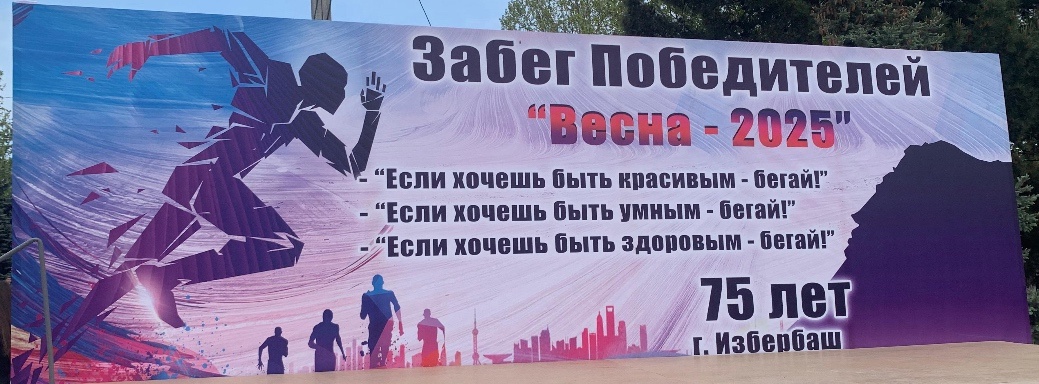 Забег Победителей
“Весна - 2025”
- “Если хочешь быть красивым - бегай!”
- “Если хочешь быть умным - бегай!”
- “Если хочешь быть здоровым - бегай!”
75 лет
г. Избербаш